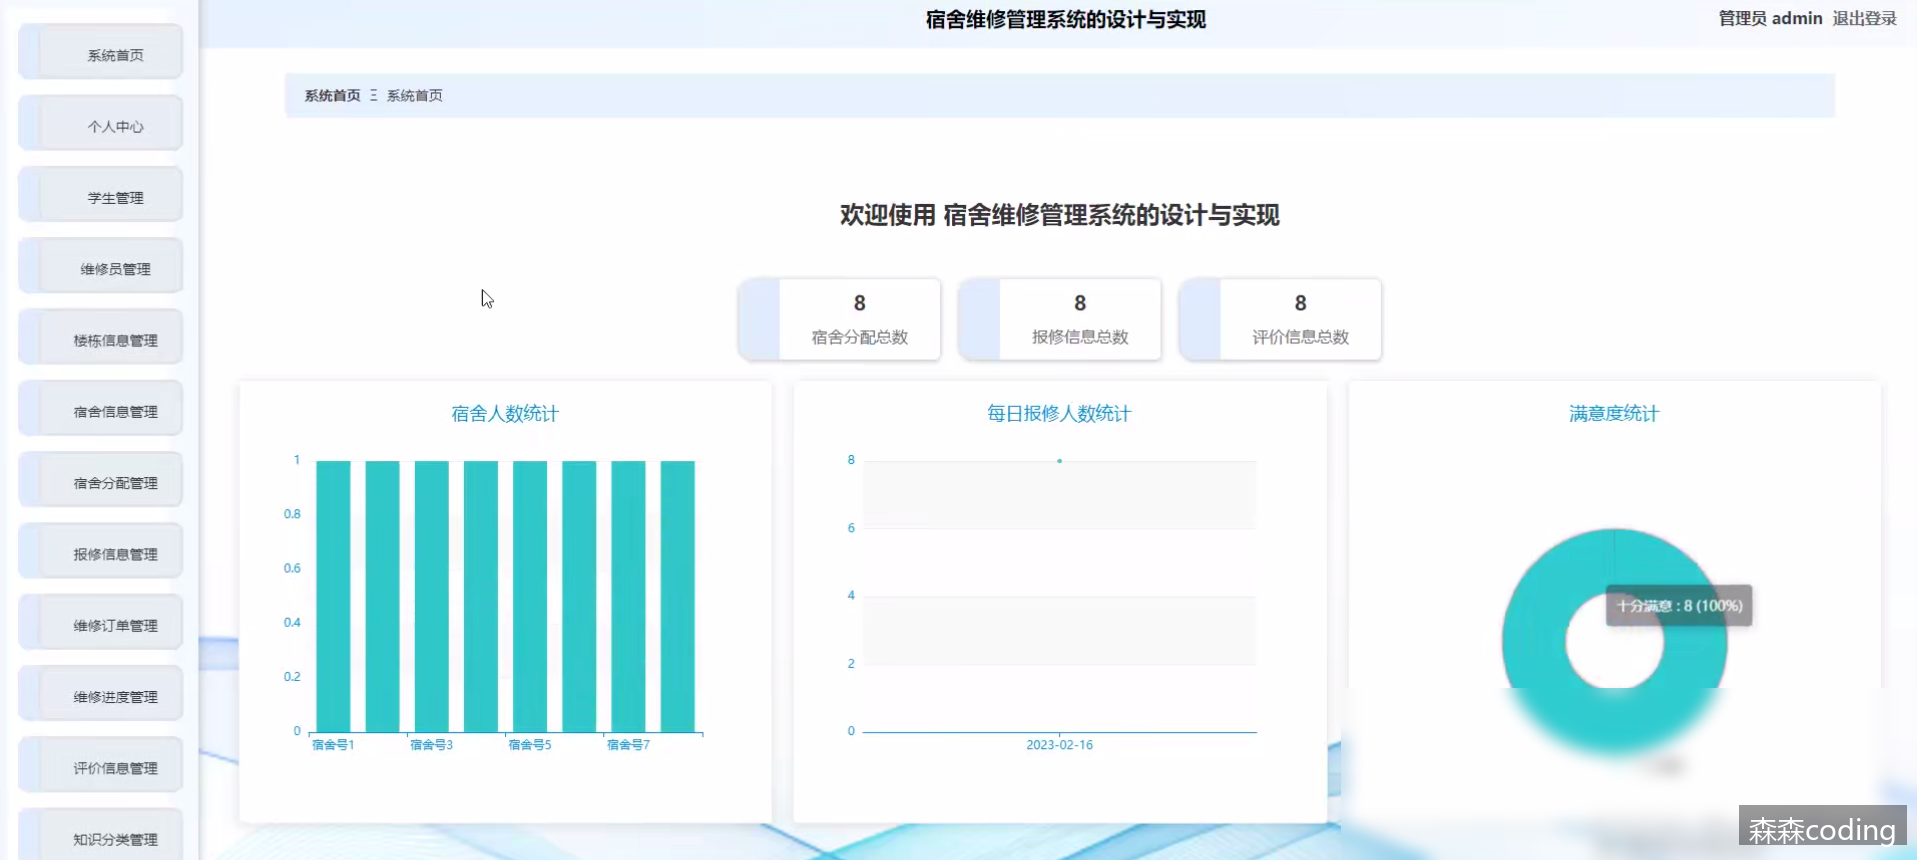 宿舍维修管理系统的设计与实现
管理员 admin 退出登录
系统首页
个人中心
学生管理
维修员管理
楼栋信息管理
宿舍信息管理
宿舍分配管理
报修信息管理
维修订单管理
维修进度管理
评价信息管理
知识分类管理
系统首页 Ξ 系统首页
欢迎使用 宿舍维修管理系统的设计与实现
8
宿舍分配总数
8
报修信息总数
8
评价信息总数
宿舍人数统计
1
0.8
0.6
0.4
0.2
0
宿舍号1 宿舍号3 宿舍号5 宿舍号7
每日报修人数统计
8
6
4
2
0
2023-02-16
满意度统计
十分满意 : 8 (100%)
森森coding